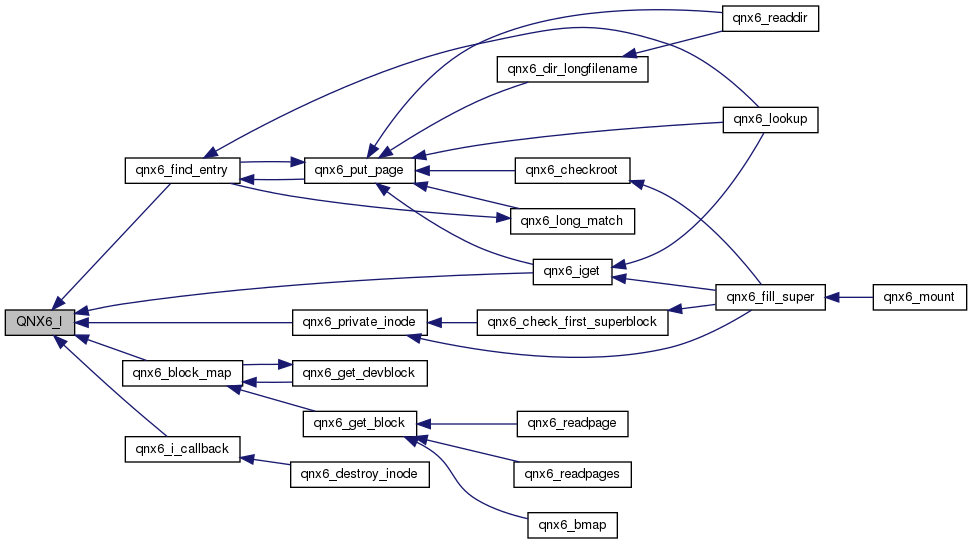 qnx6_readdir
qnx6_dir_longfilename
qnx6_lookup
qnx6_find_entry
qnx6_put_page
qnx6_checkroot
qnx6_long_match
qnx6_iget
qnx6_fill_super
qnx6_mount
QNX6_I
qnx6_private_inode
qnx6_check_first_superblock
qnx6_block_map
qnx6_get_devblock
qnx6_get_block
qnx6_readpage
qnx6_i_callback
qnx6_destroy_inode
qnx6_readpages
qnx6_bmap